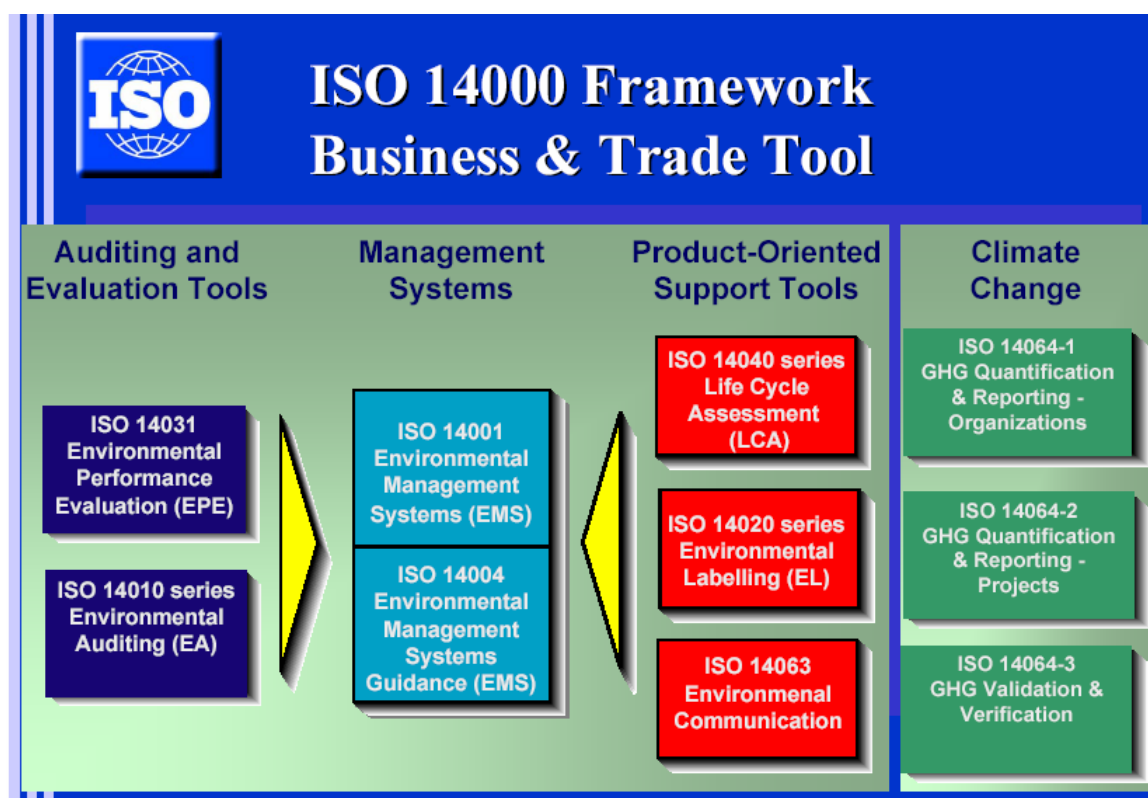 ISO
ISO 14000 Framework
Business & Trade Tool
Auditing and
Evaluation Tools
ISO 14031
Environmental
Performance
Evaluation (EPE)
ISO 14010 series
Environmental
Auditing (EA)
Management
Systems
ISO 14001
Environmental
Management
Systems (EMS)
ISO 14004
Environmental
Management
Systems
Guidance (EMS)
Product-Oriented
Support Tools
ISO 14040 series
Life Cycle
Assessment
(LCA)
ISO 14020 series
Environmental
Labelling (EL)
ISO 14063
Environmenal
Communication
Climate
Change
ISO 14064-1
GHG Quantification
& Reporting -
Organizations
ISO 14064-2
GHG Quantification
& Reporting -
Projects
ISO 14064-3
GHG Validation &
Verification